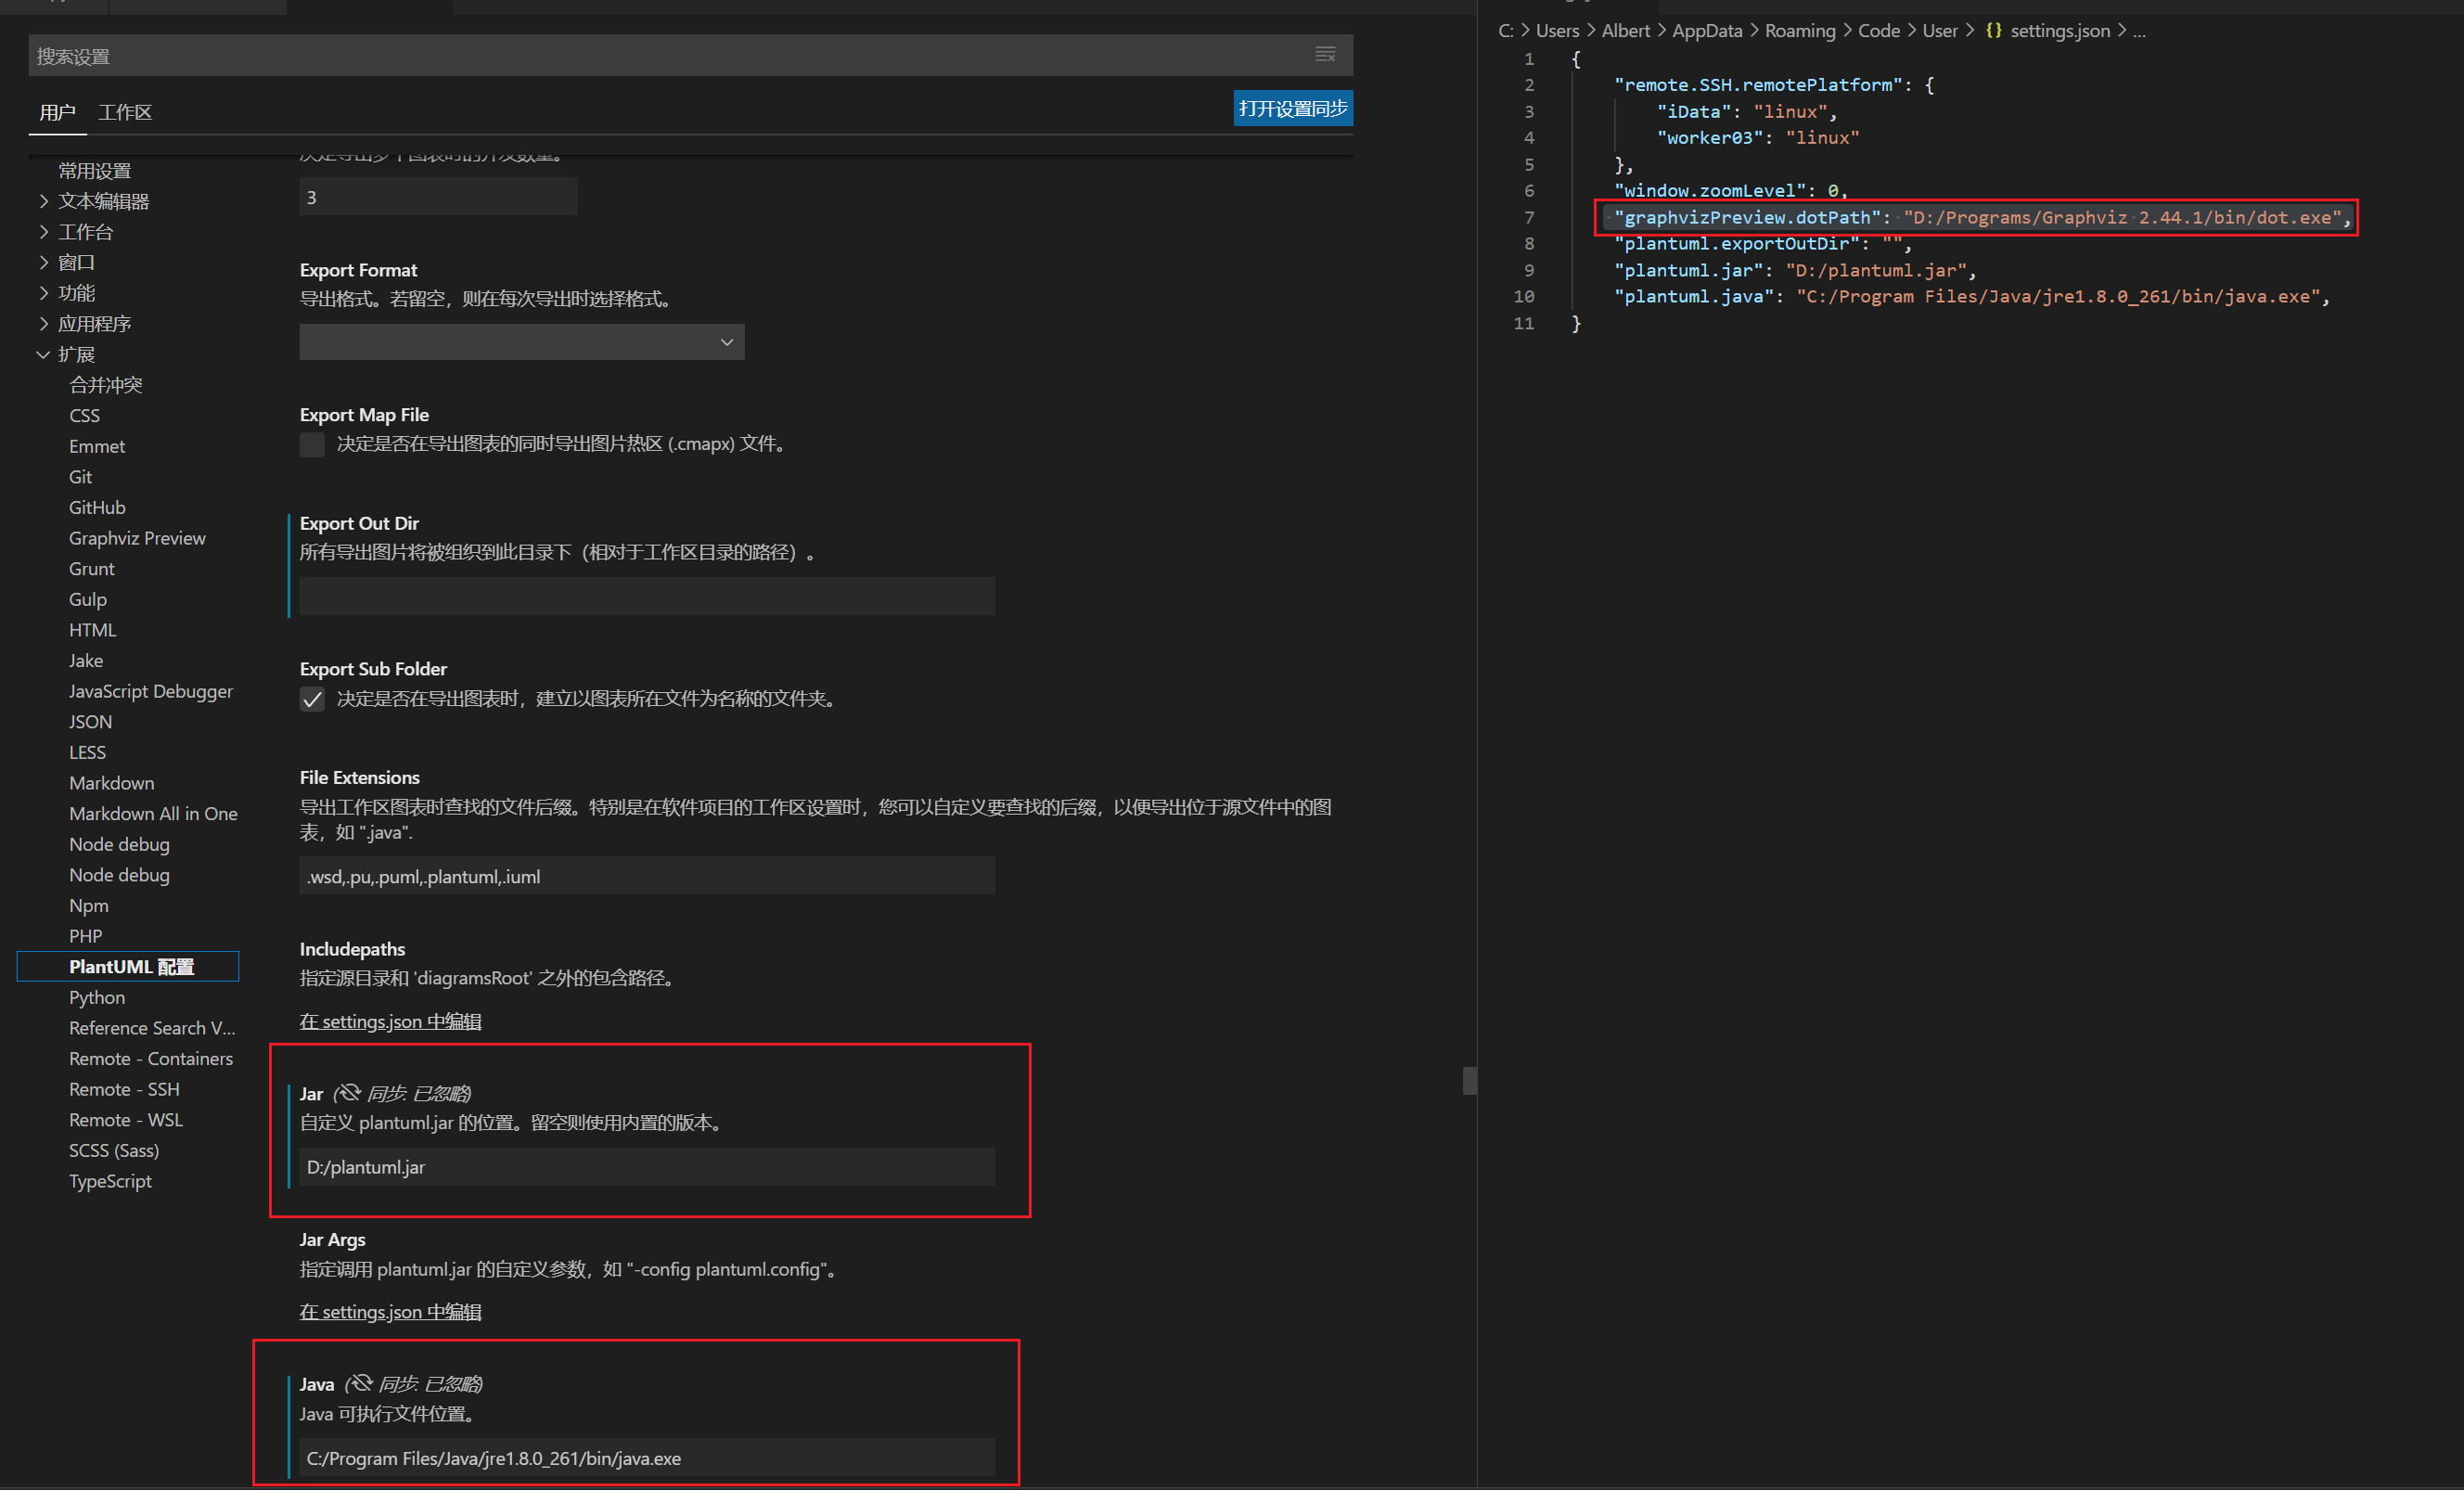 搜索设置
用户 工作区
打开设置同步
常用设置
文本编辑器
工作台
窗口
功能
应用程序
扩展
合并冲突
CSS
Emmet
Git
GitHub
Graphviz Preview
Grunt
Gulp
HTML
Jake
JavaScript Debugger
JSON
LESS
Markdown
Markdown All in One
Node debug
Node debug
Npm
PHP
PlantUML 配置
Python
Reference Search V...
Remote - Containers
Remote - SSH
Remote - WSL
SCSS (Sass)
TypeScript
3
Export Format
导出格式。若留空，则在每次导出时选择格式。
Export Map File
决定是否在导出图表的同时导出图片热区 (.cmapx) 文件。
Export Out Dir
所有导出图片将被组织到此目录下（相对于工作区目录的路径）。
Export Sub Folder
决定是否在导出图表时，建立以图表所在文件为名称的文件夹。
File Extensions
导出工作区图表时查找的文件后缀。特别是在软件项目的工作区设置时，您可以自定义要查找的后缀，以便导出位于源文件中的图
表，如 ".java".
.wsd,.pu,.puml,.plantuml,.iuml
Includepaths
指定源目录和 'diagramsRoot' 之外的包含路径。
在 settings.json 中编辑
Jar (同步: 已忽略)
自定义 plantuml.jar 的位置。留空则使用内置的版本。
D:/plantuml.jar
Jar Args
指定调用 plantuml.jar 的自定义参数，如 "-config plantuml.config"。
在 settings.json 中编辑
Java (同步: 已忽略)
Java 可执行文件位置。
C:/Program Files/Java/jre1.8.0_261/bin/java.exe
C: > Users > Albert > AppData > Roaming > Code > User > {} settings.json > ...
1 {
2 "remote.SSH.remotePlatform": {
3 "iData": "linux",
4 "worker03": "linux"
5 },
6 "window.zoomLevel": 0,
7 "graphvizPreview.dotPath": "D:/Programs/Graphviz 2.44.1/bin/dot.exe",
8 "plantuml.exportOutDir": "",
9 "plantuml.jar": "D:/plantuml.jar",
10 "plantuml.java": "C:/Program Files/Java/jre1.8.0_261/bin/java.exe",
11 }